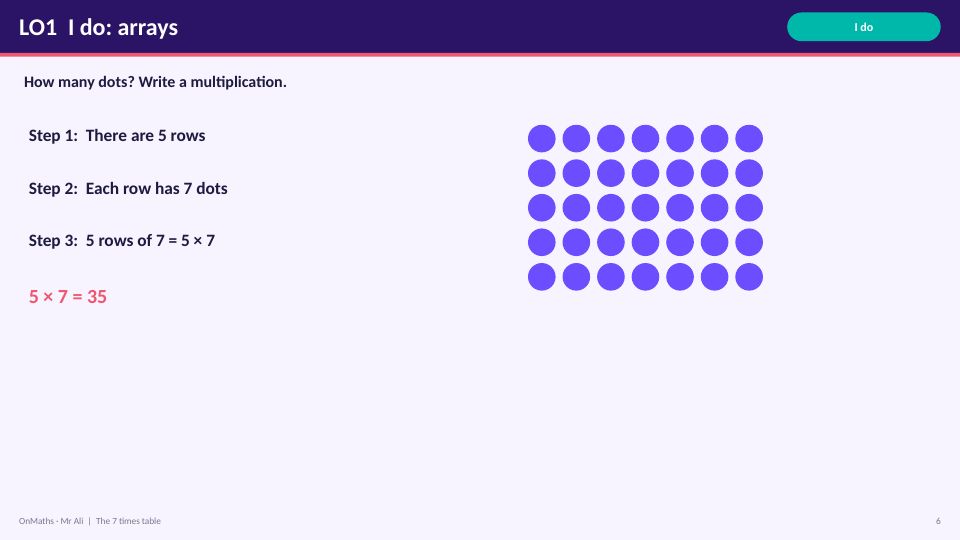 LO1 I do: arrays
I do
How many dots? Write a multiplication.
Step 1: There are 5 rows
Step 2: Each row has 7 dots
Step 3: 5 rows of 7 = 5 × 7
5 × 7 = 35
OnMaths - Mr Ali | The 7 times table
6